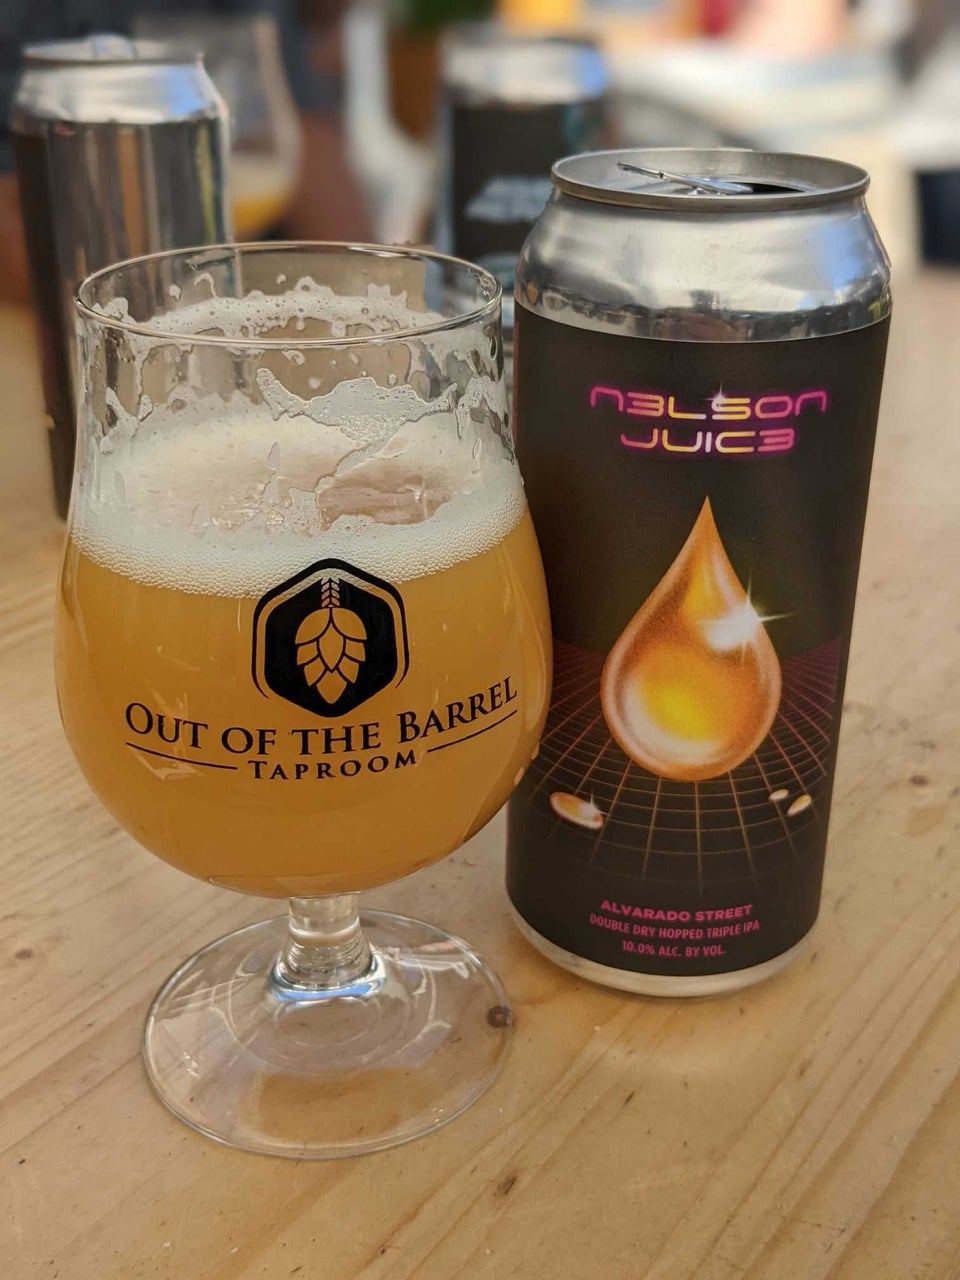 N3LSON
JUIC3
OUT OF THE BARREL
TAPROOM
ALVARADO STREET
DOUBLE DRY HOPPED TRIPLE IPA
10.0% ALC. BY VOL.